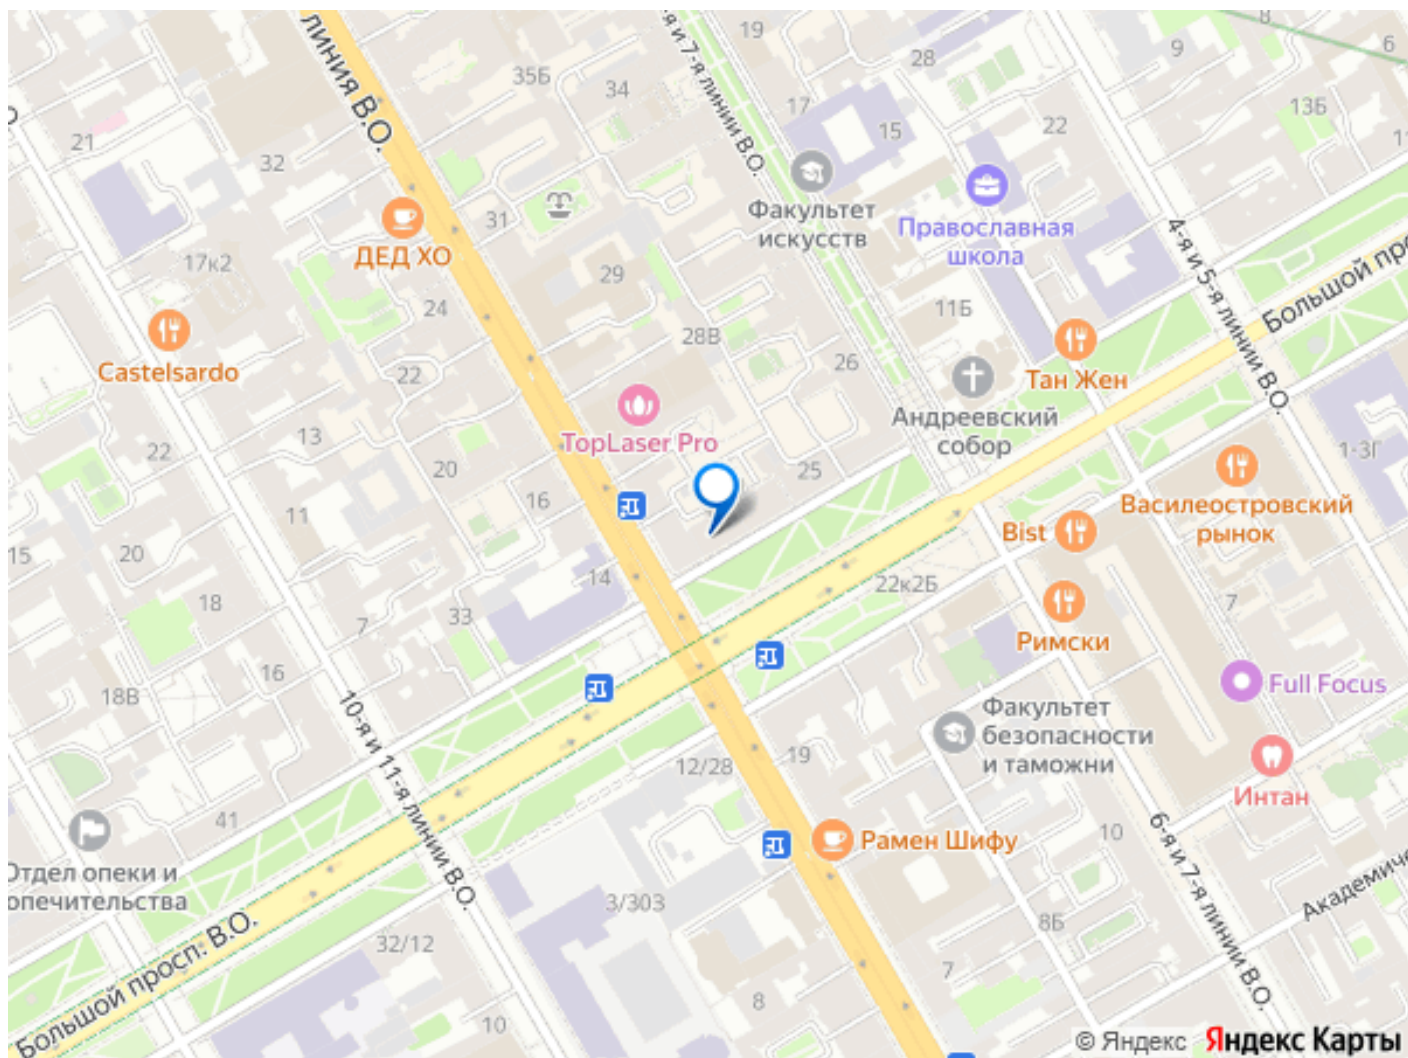 19
8
6
9
28
35Б
34
17
15
22
13Б
11
21
32
линия В.О.
я и 7-я линии В.О.
Факультет
искусств
Православная
школа
4-я и 5-я линии В.О.
31
ДЕД ХО
17к2
29
24
11Б
Большой про
Castelsardo
28В
26
22
Тан Жен
Андреевский
собор
TopLaser Pro
13
22
20
25
1-3Г
16
11
Василеостровский
рынок
Bist
15
20
14
22к2Б
18
33
7
7
Римски
16
18В
10-я и 11-я линии В.О.
Full Focus
Факультет
безопасности
и таможни
19
12/28
Интан
41
Рамен Шифу
10
6-я и 7-я линии В.О.
Отдел опеки и
опечительства
3/303
Академиче
8Б
32/12
Большой просп. В.О.
7
8
10
© Яндекс Яндекс Карты